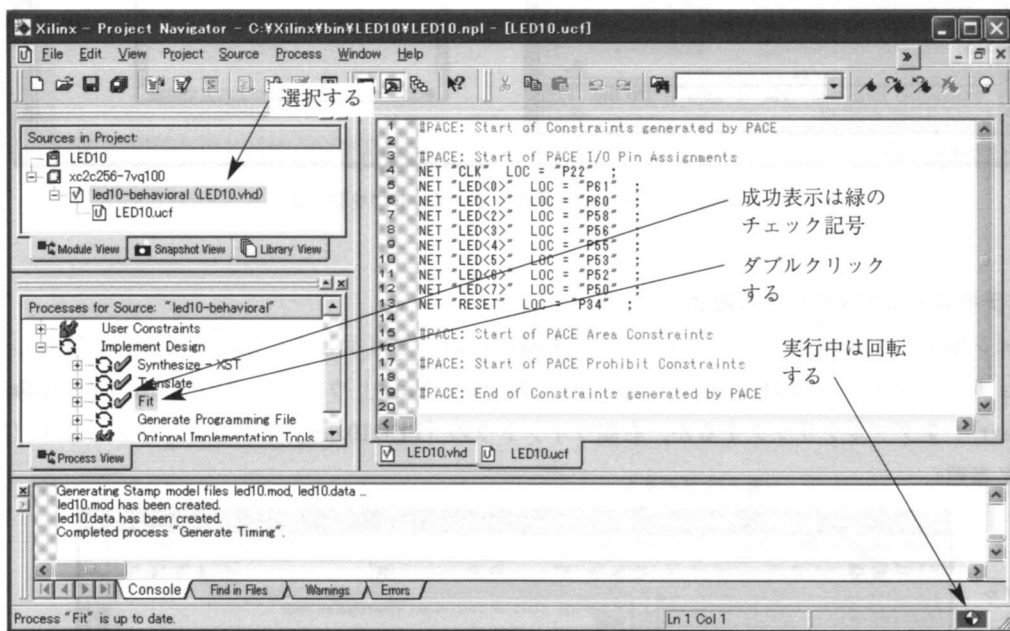 Xilinx - Project Navigator - C:¥Xilinx¥bin¥LED10¥LED10.npl - [LED10.ucf]
File Edit View Project Source Process Window Help
選択する
Sources in Project:
LED10
xc2c256-7vq100
led10-behavioral (LED10.vhd)
LED10.ucf
Module View Snapshot View Library View
Processes for Source: "led10-behavioral"
User Constraints
Implement Design
Synthesize - XST
Translate
Fit
Generate Programming File
Optional Implementation Tools
Process View
1 #PACE: Start of Constraints generated by PACE
2
3 #PACE: Start of PACE I/O Pin Assignments
4 NET "CLK" LOC = "P22" ;
5 NET "LED<0>" LOC = "P61" ;
6 NET "LED<1>" LOC = "P60" ;
7 NET "LED<2>" LOC = "P58" ;
8 NET "LED<3>" LOC = "P56" ;
9 NET "LED<4>" LOC = "P55" ;
10 NET "LED<5>" LOC = "P53" ;
11 NET "LED<6>" LOC = "P52" ;
12 NET "LED<7>" LOC = "P50" ;
13 NET "RESET" LOC = "P34" ;
14
15 #PACE: Start of PACE Area Constraints
16
17 #PACE: Start of PACE Prohibit Constraints
18
19 #PACE: End of Constraints generated by PACE
20
成功表示は緑の
チェック記号
ダブルクリック
する
実行中は回転
する
LED10.vhd LED10.ucf
Generating Stamp model files led10.mod, led10.data ...
led10.mod has been created.
led10.data has been created.
Completed process "Generate Timing".
Console Find in Files Warnings Errors
Process "Fit" is up to date.
Ln 1 Col 1